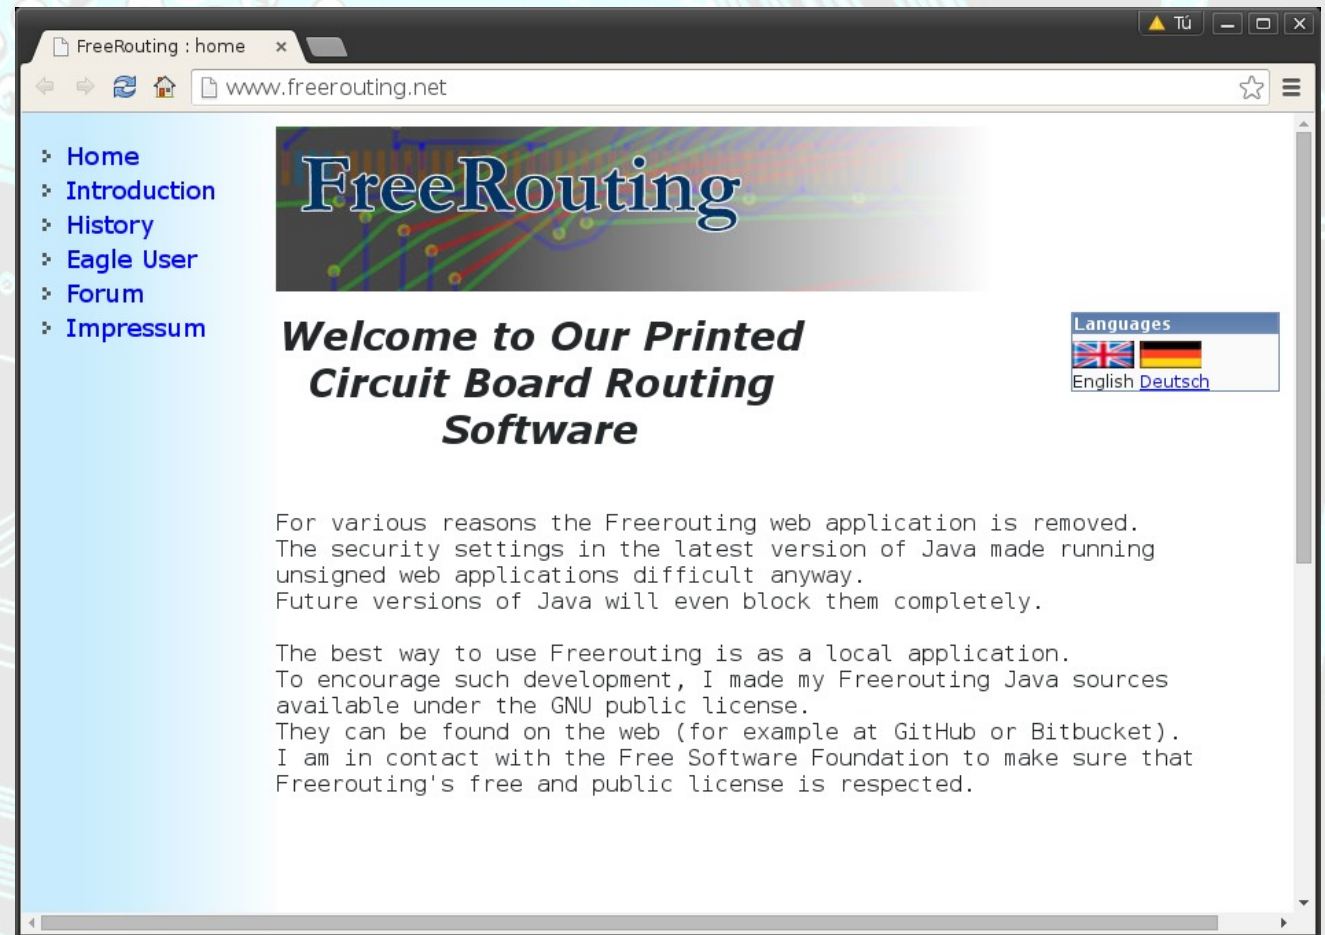 Tú
FreeRouting : home
www.freerouting.net
Home
Introduction
History
Eagle User
Forum
Impressum
FreeRouting
Welcome to Our Printed
Circuit Board Routing
Software
Languages
English Deutsch
For various reasons the Freerouting web application is removed.
The security settings in the latest version of Java made running
unsigned web applications difficult anyway.
Future versions of Java will even block them completely.
The best way to use Freerouting is as a local application.
To encourage such development, I made my Freerouting Java sources
available under the GNU public license.
They can be found on the web (for example at GitHub or Bitbucket).
I am in contact with the Free Software Foundation to make sure that
Freerouting's free and public license is respected.